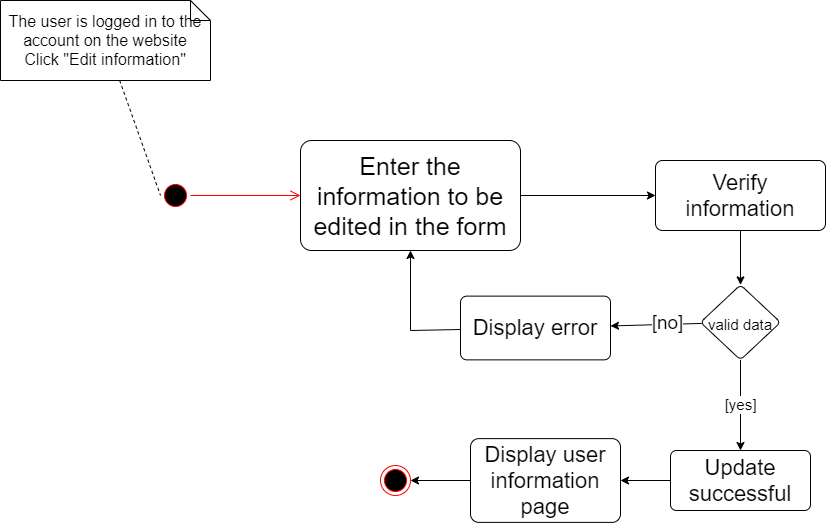 The user is logged in to the
account on the website
Click "Edit information"
Enter the
information to be
edited in the form
Verify
information
Display error
[no]
valid data
[yes]
Update
successful
Display user
information
page